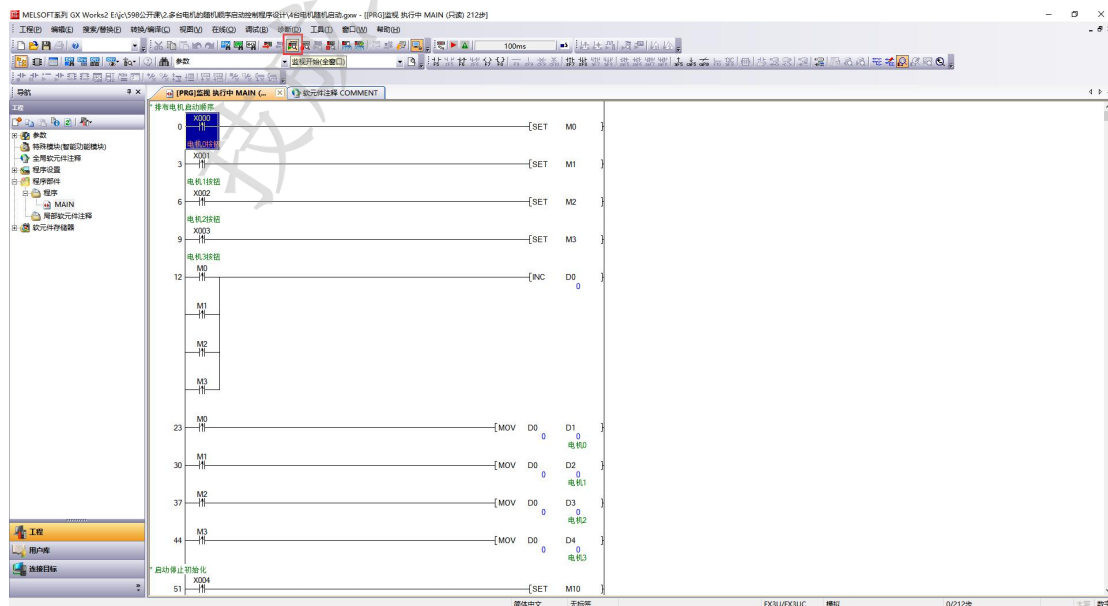 MELSOFT系列 GX Works2 E:\jc\598公开课\2.多台电机的随机顺序启动控制程序设计\4台电机随机启动.gxw - [[PRG]监视 执行中 MAIN (只读) 212步]
工程(P) 编辑(E) 搜索/替换(F) 转换/编译(C) 视图(V) 在线(O) 调试(B) 诊断(D) 工具(T) 窗口(W) 帮助(H)
100ms
参数
监视开始(全窗口)
导航
[PRG]监视 执行中 MAIN (...
软元件注释 COMMENT
工程
参数
特殊模块(智能功能模块)
全局软元件注释
程序设置
程序部件
程序
MAIN
局部软元件注释
软元件存储器
工程
用户库
连接目标
* 排布电机启动顺序
X000
0 [SET M0 ]
电机0按钮
X001
3 [SET M1 ]
电机1按钮
X002
6 [SET M2 ]
电机2按钮
X003
9 [SET M3 ]
电机3按钮
M0
12 [INC D0 ]
0
M1
M2
M3
M0
23 [MOV D0 D1 ]
0 0
电机0
M1
30 [MOV D0 D2 ]
0 0
电机1
M2
37 [MOV D0 D3 ]
0 0
电机2
M3
44 [MOV D0 D4 ]
0 0
电机3
* 启动停止初始化
X004
51 [SET M10 ]
简体中文 无标签 FX3U/FX3UC 模拟 0/212步 大写 数字